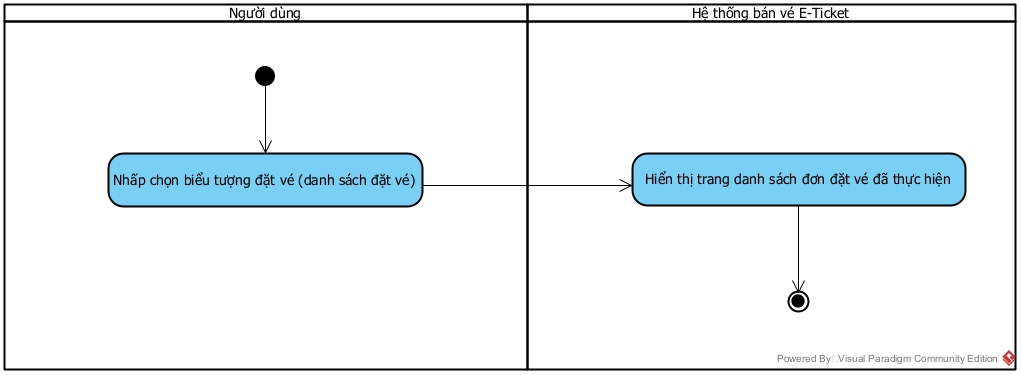 Người dùng
Hệ thống bán vé E-Ticket
Nhấp chọn biểu tượng đặt vé (danh sách đặt vé)
Hiển thị trang danh sách đơn đặt vé đã thực hiện
Powered By Visual Paradigm Community Edition